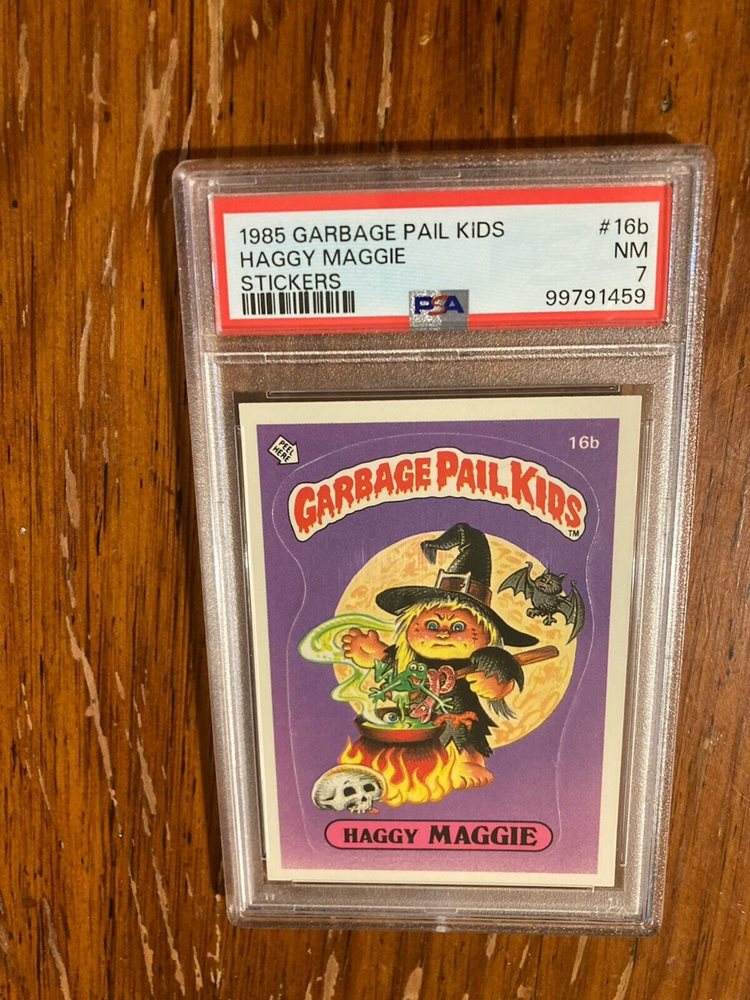 1985 GARBAGE PAIL KIDS #16b
HAGGY MAGGIE NM
STICKERS 7
PSA 99791459
PEEL
HERE
16b
GARBAGE PAIL KIDS
TM
HAGGY MAGGIE